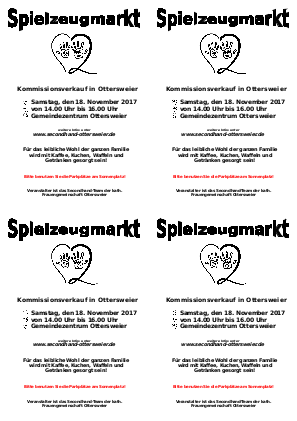 Spielzeugmarkt
Kommissionsverkauf in Ottersweier
Samstag, den 18. November 2017
von 14.00 Uhr bis 16.00 Uhr
Gemeindezentrum Ottersweier
weitere Infos unter
www.secondhand-ottersweier.de
Für das leibliche Wohl der ganzen Familie
wird mit Kaffee, Kuchen, Waffeln und
Getränken gesorgt sein!
Bitte benutzen Sie die Parkplätze am Sonnenplatz!
Veranstalter ist das Secondhand-Team der kath.
Frauengemeinschaft Ottersweier
Spielzeugmarkt
Kommissionsverkauf in Ottersweier
Samstag, den 18. November 2017
von 14.00 Uhr bis 16.00 Uhr
Gemeindezentrum Ottersweier
weitere Infos unter
www.secondhand-ottersweier.de
Für das leibliche Wohl der ganzen Familie
wird mit Kaffee, Kuchen, Waffeln und
Getränken gesorgt sein!
Bitte benutzen Sie die Parkplätze am Sonnenplatz!
Veranstalter ist das Secondhand-Team der kath.
Frauengemeinschaft Ottersweier
Spielzeugmarkt
Kommissionsverkauf in Ottersweier
Samstag, den 18. November 2017
von 14.00 Uhr bis 16.00 Uhr
Gemeindezentrum Ottersweier
weitere Infos unter
www.secondhand-ottersweier.de
Für das leibliche Wohl der ganzen Familie
wird mit Kaffee, Kuchen, Waffeln und
Getränken gesorgt sein!
Bitte benutzen Sie die Parkplätze am Sonnenplatz!
Veranstalter ist das Secondhand-Team der kath.
Frauengemeinschaft Ottersweier
Spielzeugmarkt
Kommissionsverkauf in Ottersweier
Samstag, den 18. November 2017
von 14.00 Uhr bis 16.00 Uhr
Gemeindezentrum Ottersweier
weitere Infos unter
www.secondhand-ottersweier.de
Für das leibliche Wohl der ganzen Familie
wird mit Kaffee, Kuchen, Waffeln und
Getränken gesorgt sein!
Bitte benutzen Sie die Parkplätze am Sonnenplatz!
Veranstalter ist das Secondhand-Team der kath.
Frauengemeinschaft Ottersweier